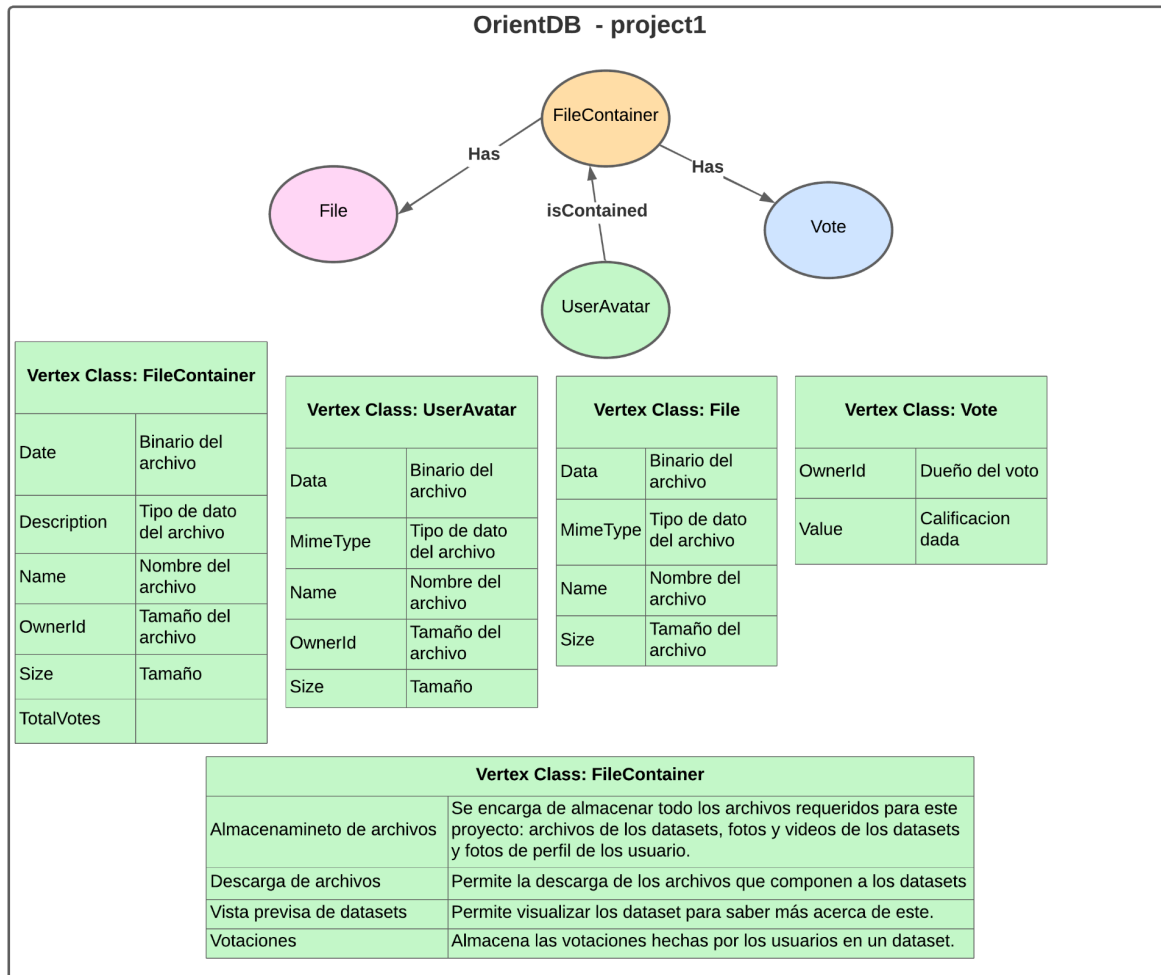 OrientDB  - project1
FileContainer
Has
Has
File
isContained
Vote
UserAvatar
Vertex Class: FileContainer
Date
Binario del
archivo
Description
Tipo de dato
del archivo
Name
Nombre del
archivo
OwnerId
Tamaño del
archivo
Size
Tamaño
TotalVotes
Vertex Class: UserAvatar
Data
Binario del
archivo
MimeType
Tipo de dato
del archivo
Name
Nombre del
archivo
OwnerId
Tamaño del
archivo
Size
Tamaño
Vertex Class: File
Data
Binario del
archivo
MimeType
Tipo de dato
del archivo
Name
Nombre del
archivo
Size
Tamaño del
archivo
Vertex Class: Vote
OwnerId
Dueño del voto
Value
Calificacion
dada
Vertex Class: FileContainer
Almacenamineto de archivos
Se encarga de almacenar todo los archivos requeridos para este
proyecto: archivos de los datasets, fotos y videos de los datasets
y fotos de perfil de los usuario.
Descarga de archivos
Permite la descarga de los archivos que componen a los datasets
Vista previsa de datasets
Permite visualizar los dataset para saber más acerca de este.
Votaciones
Almacena las votaciones hechas por los usuarios en un dataset.